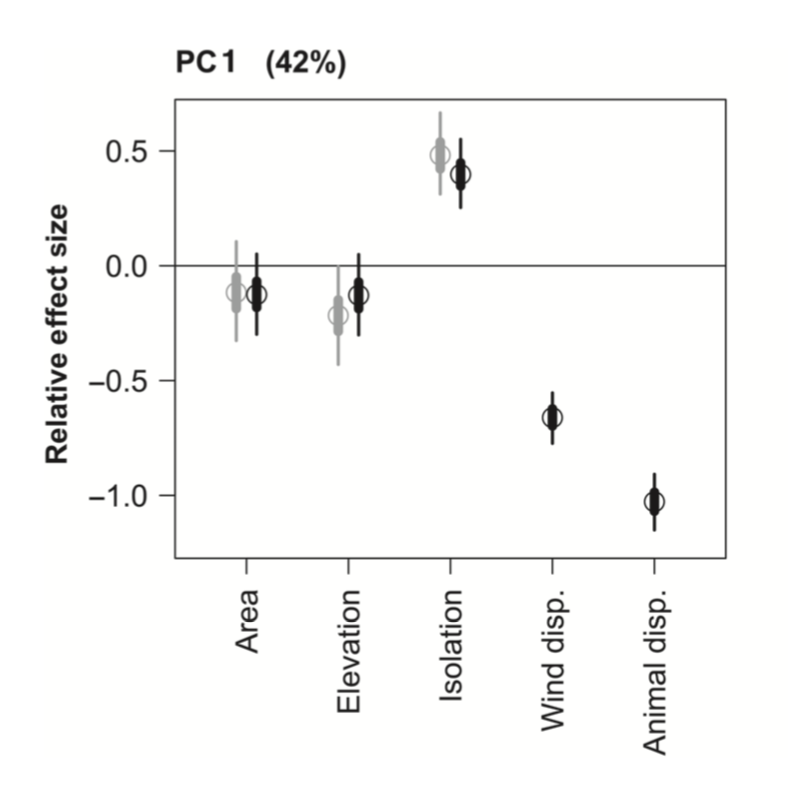 PC1 (42%)
Relative effect size
0.5
0.0
−0.5
−1.0
Area
Elevation
Isolation
Wind disp.
Animal disp.